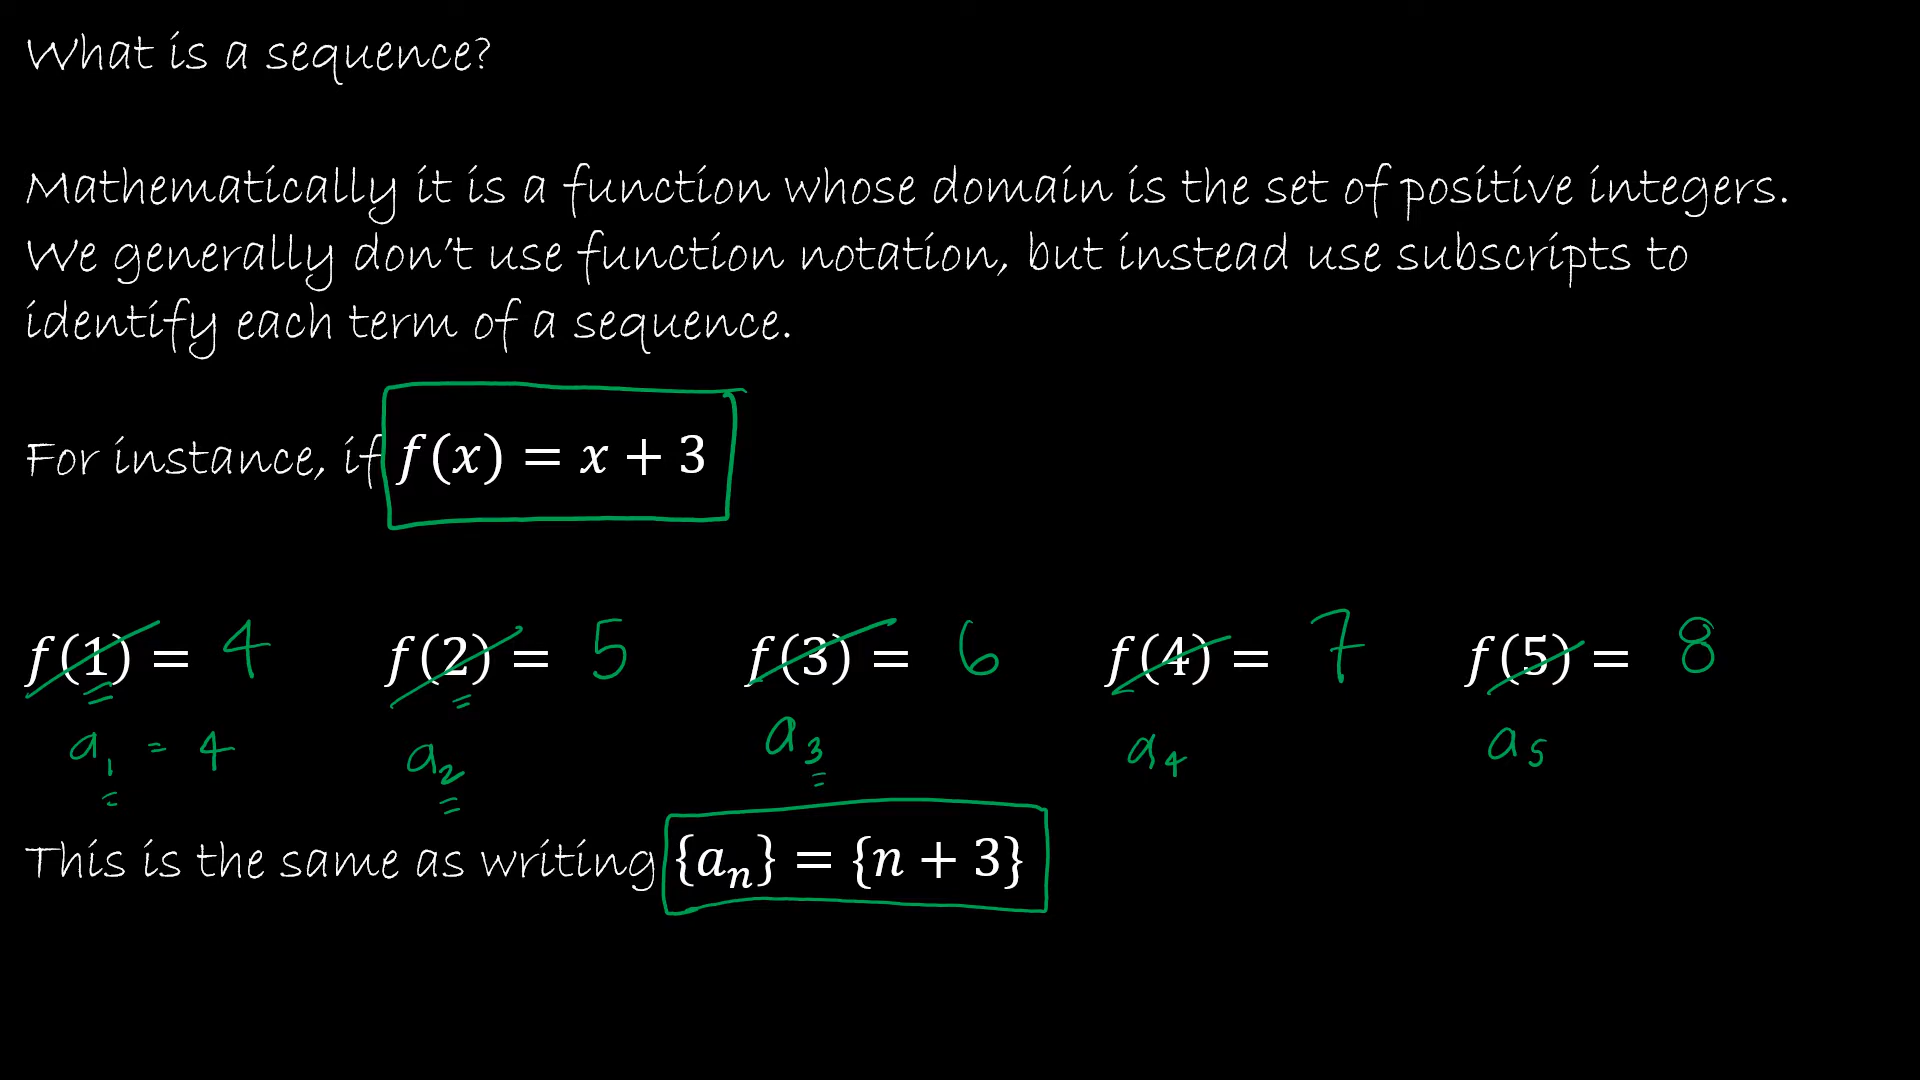 What is a sequence?
Mathematically it is a function whose domain is the set of positive integers.
We generally don't use function notation, but instead use subscripts to
identify each term of a sequence.
For instance, if f(x) = x + 3
f(1) = 4 f(2) = 5 f(3) = 6 f(4) = 7 f(5) = 8
a₁ = 4 a₂ a₃ a₄ a₅
This is the same as writing {aₙ} = {n + 3}